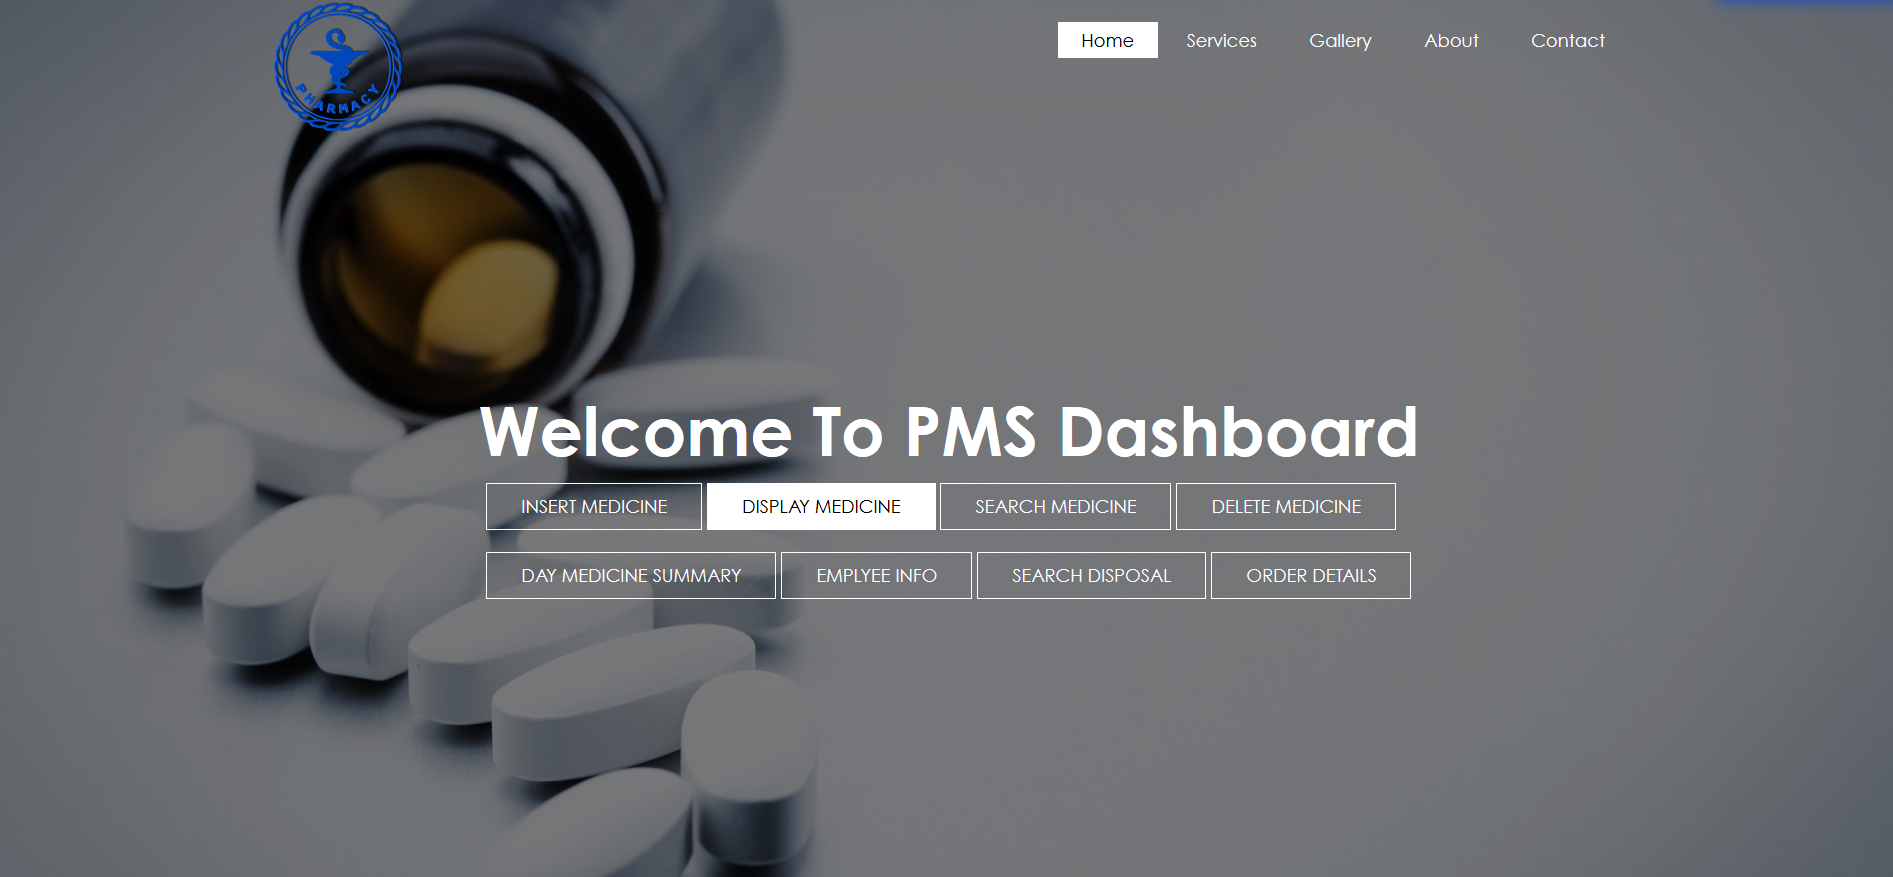 PHARMACY
Home Services Gallery About Contact
Welcome To PMS Dashboard
INSERT MEDICINE DISPLAY MEDICINE SEARCH MEDICINE DELETE MEDICINE
DAY MEDICINE SUMMARY EMPLYEE INFO SEARCH DISPOSAL ORDER DETAILS